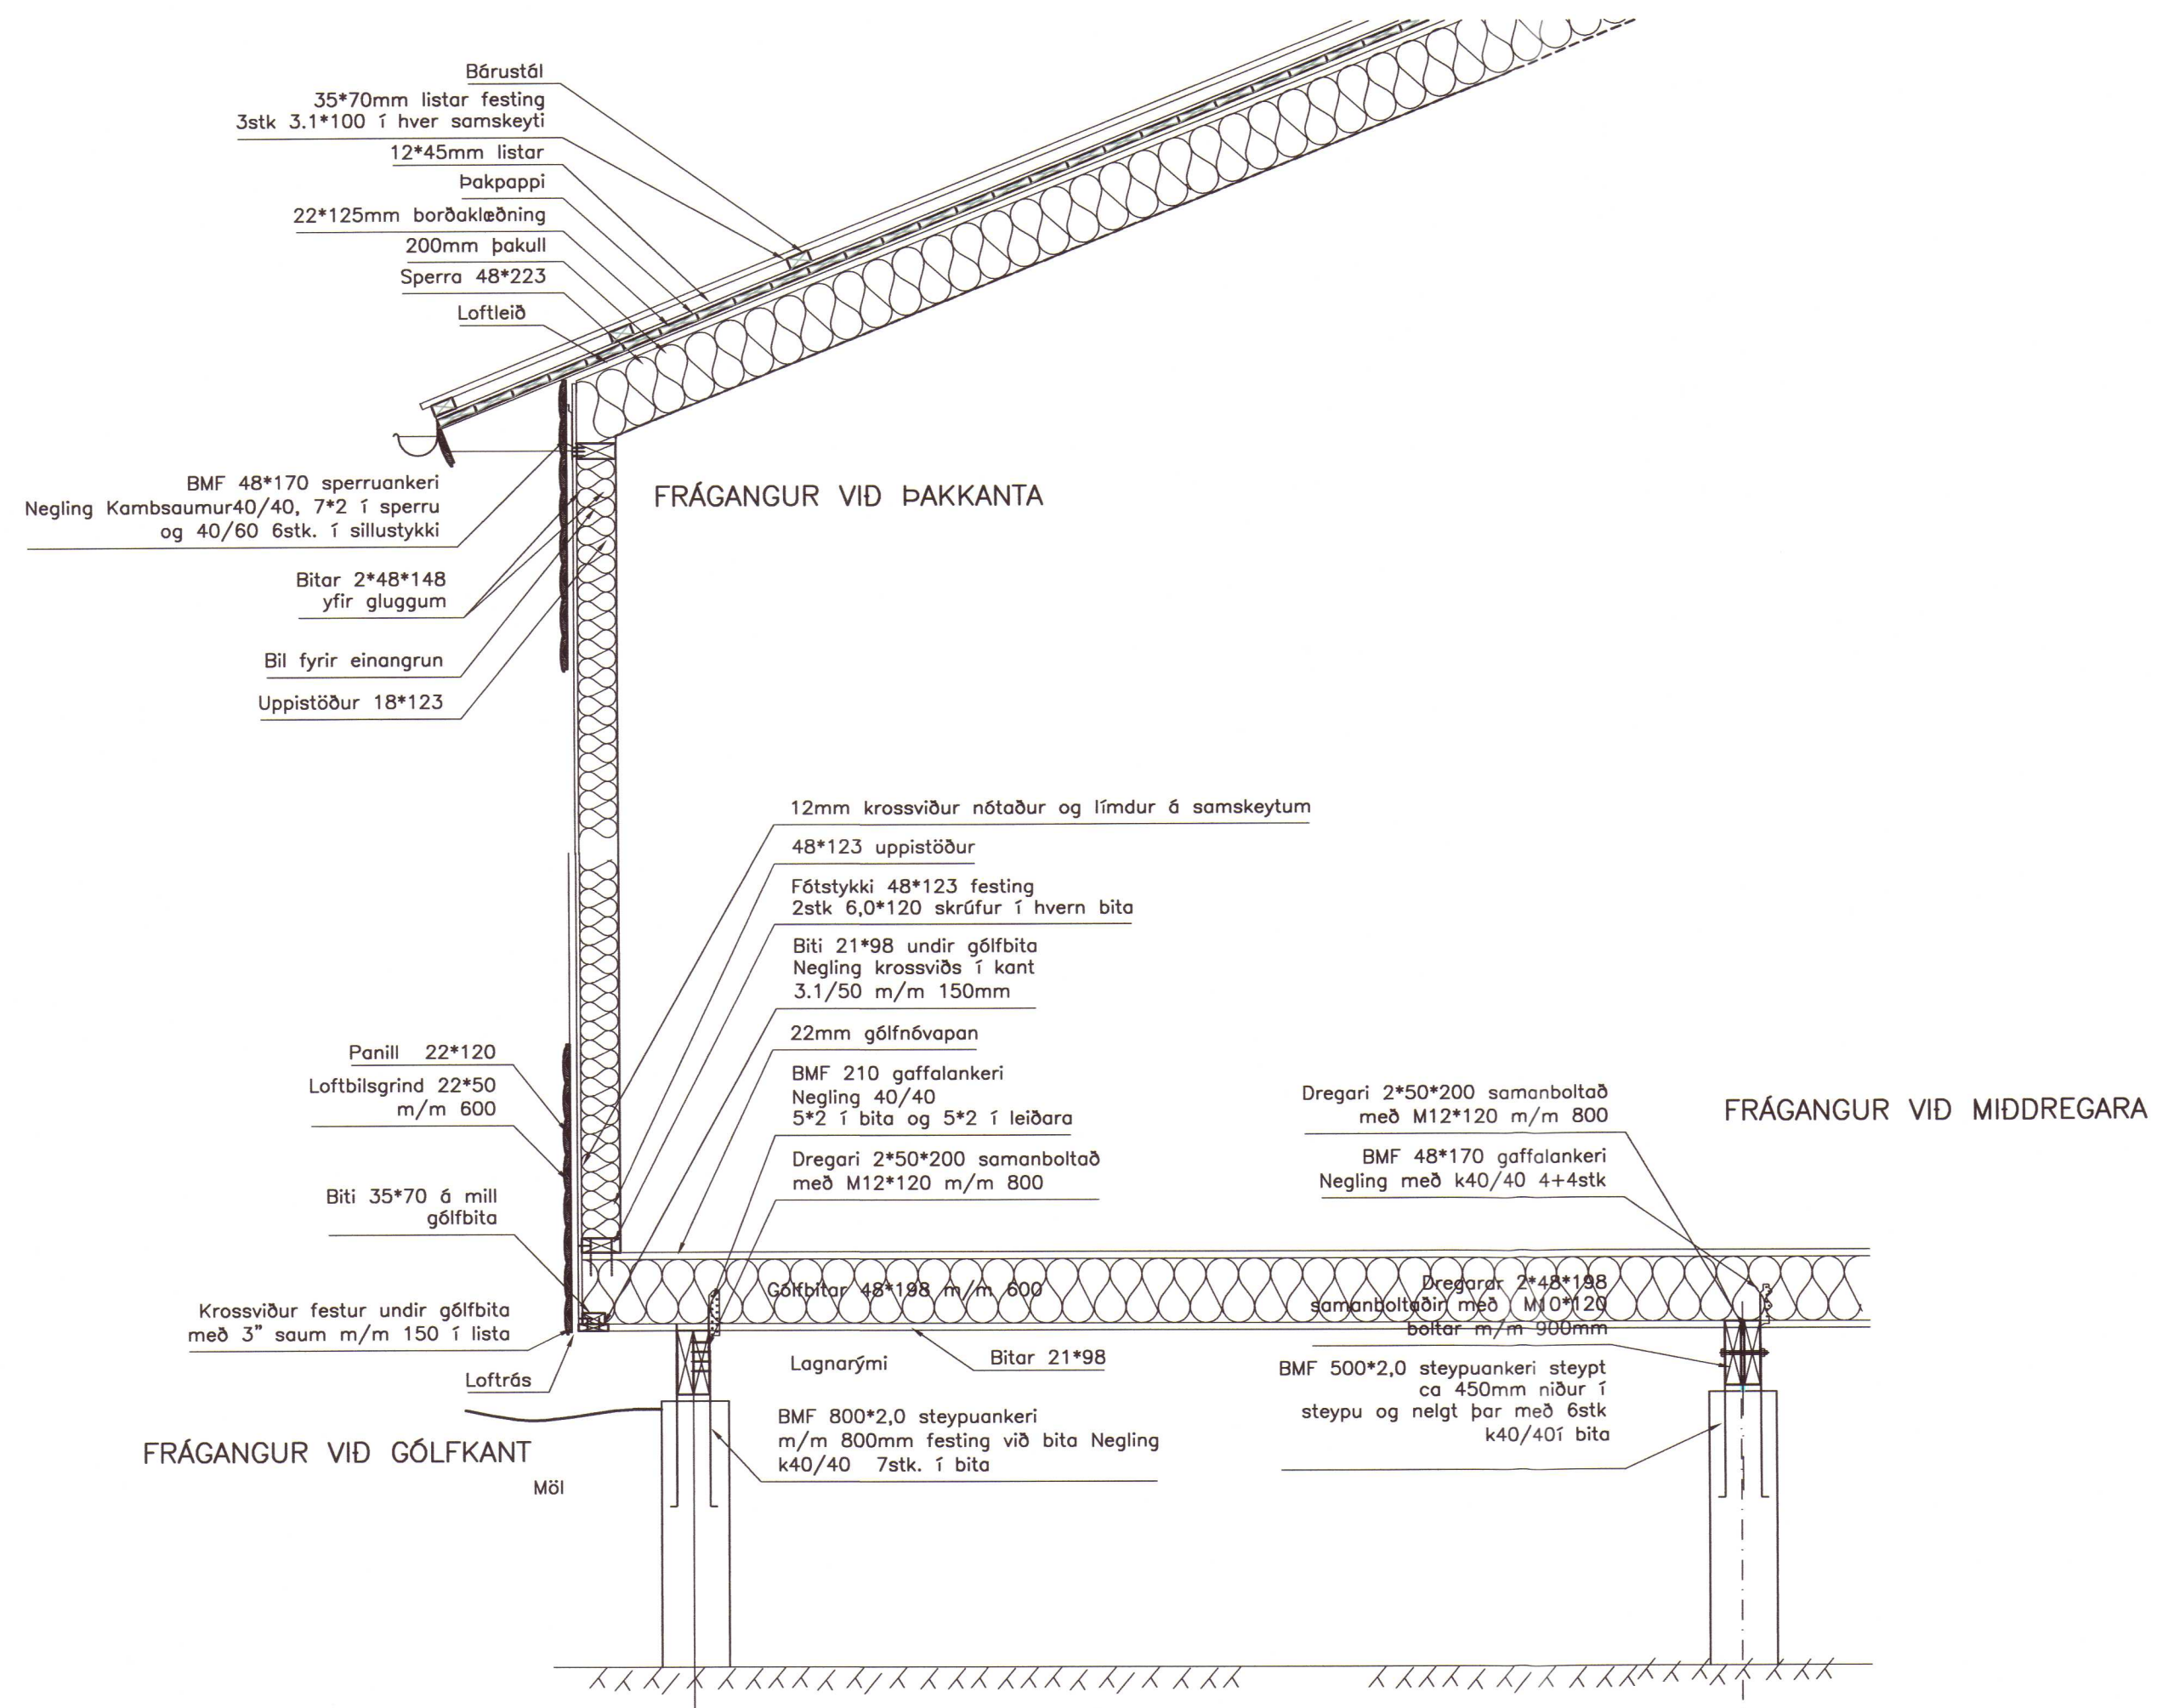 Bárustál
35*70mm listar festing
3stk 3.1*100 í hver samskeyti
12*45mm listar
Þakpappi
22*125mm borðaklæðning
200mm þakull
Sperra 48*223
Loftleið
BMF 48*170 sperruankeri
Negling Kambsaumur40/40, 7*2 í sperru
og 40/60 6stk. í sillustykki
FRÁGANGUR VIÐ ÞAKKANTA
Bitar 2*48*148
yfir gluggum
Bil fyrir einangrun
Uppistöður 18*123
12mm krossviður nótaður og límdur á samskeytum
48*123 uppistöður
Fótstykki 48*123 festing
2stk 6,0*120 skrúfur í hvern bita
Biti 21*98 undir gólfbita
Negling krossviðs í kant
3.1/50 m/m 150mm
22mm gólfnóvapan
BMF 210 gaffalankeri
Negling 40/40
5*2 í bita og 5*2 í leiðara
Dregari 2*50*200 samanboltað
með M12*120 m/m 800
Panill 22*120
Loftbilsgrind 22*50
m/m 600
Biti 35*70 á mill
gólfbita
Krossviður festur undir gólfbita
með 3" saum m/m 150 í lista
Loftrás
FRÁGANGUR VIÐ GÓLFKANT
Möl
Gólfbitar 48*198 m/m 600
Lagnarými
Bitar 21*98
BMF 800*2,0 steypuankeri
m/m 800mm festing við bita Negling
k40/40 7stk. í bita
Dregari 2*50*200 samanboltað
með M12*120 m/m 800
FRÁGANGUR VIÐ MIÐDREGARA
BMF 48*170 gaffalankeri
Negling með k40/40 4+4stk
Dregarar 2*48*198
samanboltaðir með M10*120
boltar m/m 900mm
BMF 500*2,0 steypuankeri steypt
ca 450mm niður í
steypu og nelgt þar með 6stk
k40/40í bita